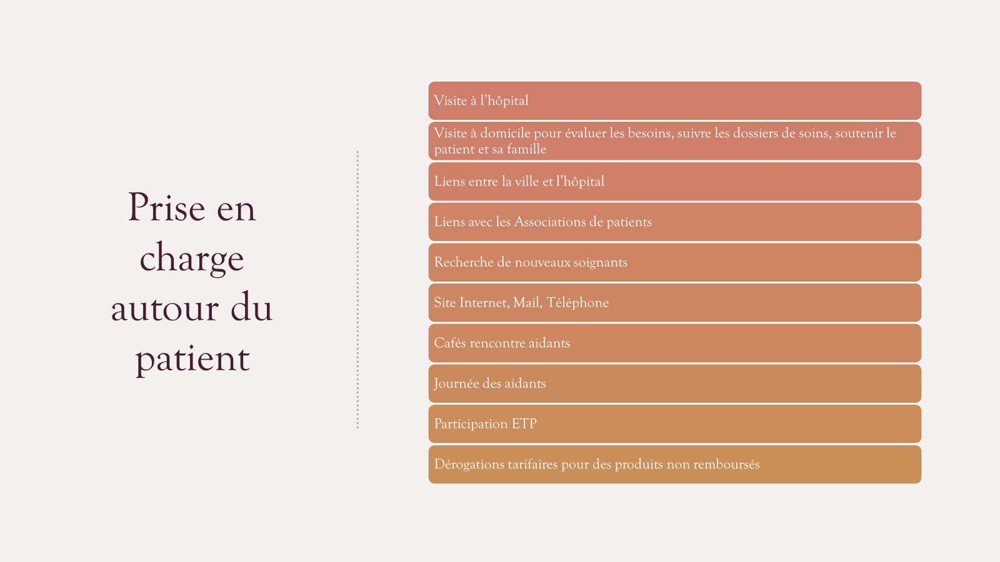 Prise en
charge
autour du
patient
Visite à l’hôpital
Visite à domicile pour évaluer les besoins, suivre les dossiers de soins, soutenir le
patient et sa famille
Liens entre la ville et l’hôpital
Liens avec les Associations de patients
Recherche de nouveaux soignants
Site Internet, Mail, Téléphone
Cafés rencontre aidants
Journée des aidants
Participation ETP
Dérogations tarifaires pour des produits non remboursés